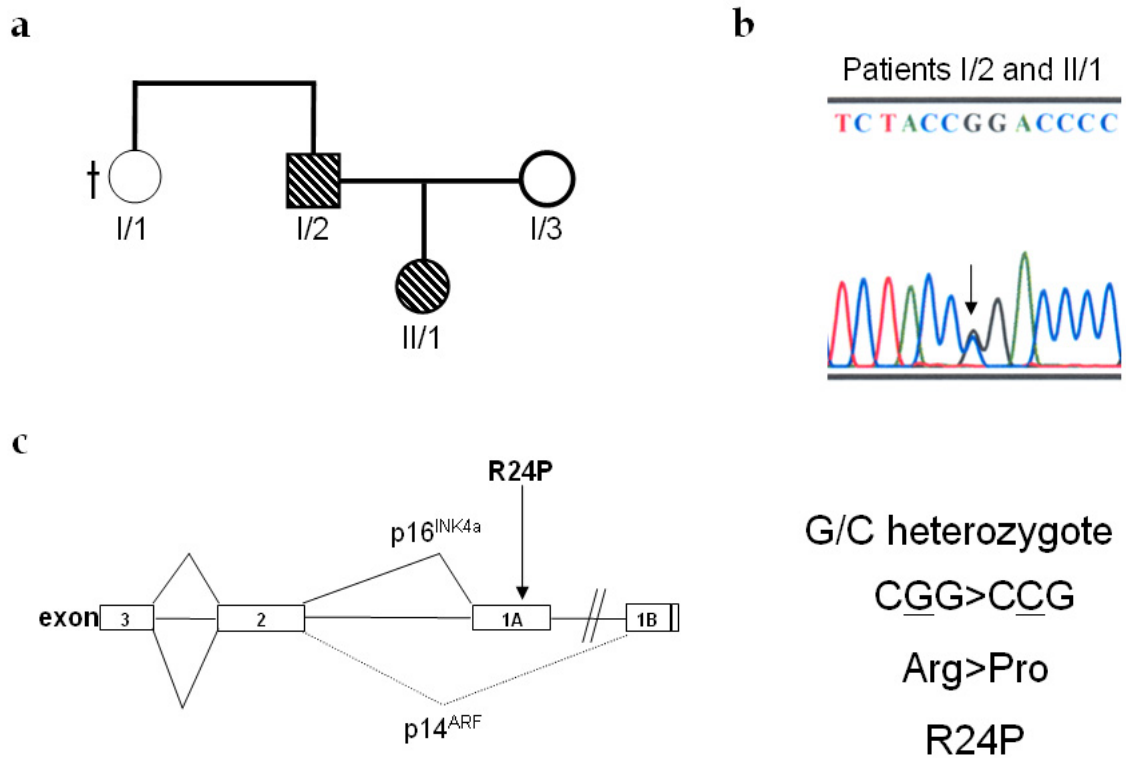 a
†
I/1
I/2
I/3
II/1
b
Patients I/2 and II/1
TCTACCGGACCCC
c
R24P
p16INK4a
exon
3
2
1A
1B
p14ARF
G/C heterozygote
CGG>CCG
Arg>Pro
R24P